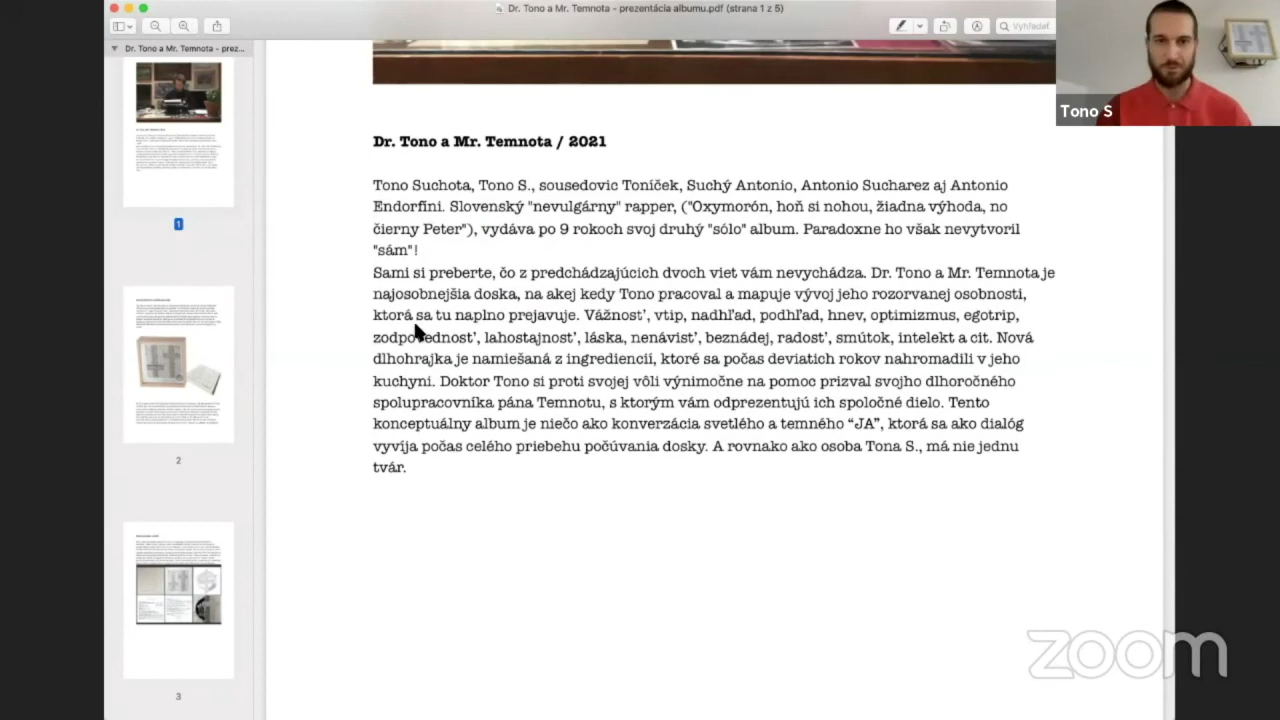 Dr. Tono a Mr. Temnota - prezentácia albumu.pdf (strana 1 z 5)
Vyhľadať
Dr. Tono a Mr. Temnota - prez...
Tono S
1
2
3
Dr. Tono a Mr. Temnota / 2021
Tono Suchota, Tono S., sousedovic Toníček, Suchý Antonio, Antonio Sucharez aj Antonio
Endorfíni. Slovenský "nevulgárny" rapper, ("Oxymorón, hoň si nohou, žiadna výhoda, no
čierny Peter"), vydáva po 9 rokoch svoj druhý "sólo" album. Paradoxne ho však nevytvoril
"sám"!
Sami si preberte, čo z predchádzajúcich dvoch viet vám nevychádza. Dr. Tono a Mr. Temnota je
najosobnejšia doska, na akej kedy Tono pracoval a mapuje vývoj jeho rozorvanej osobnosti,
ktorá sa tu naplno prejavuje. Vážnosť, vtip, nadhľad, podhľad, hnev, optimizmus, egotrip,
zodpovednosť, lahostajnosť, láska, nenávisť, beznádej, radosť, smútok, intelekt a cit. Nová
dlhohrajka je namiešaná z ingrediencií, ktoré sa počas deviatich rokov nahromadili v jeho
kuchyni. Doktor Tono si proti svojej vôli výnimočne na pomoc prizval svojho dlhoročného
spolupracovníka pána Temnotu, s ktorým vám odprezentujú ich spoločné dielo. Tento
konceptuálny album je niečo ako konverzácia svetlého a temného “JA”, ktorá sa ako dialóg
vyvíja počas celého priebehu počúvania dosky. A rovnako ako osoba Tona S., má nie jednu
tvár.
zoom